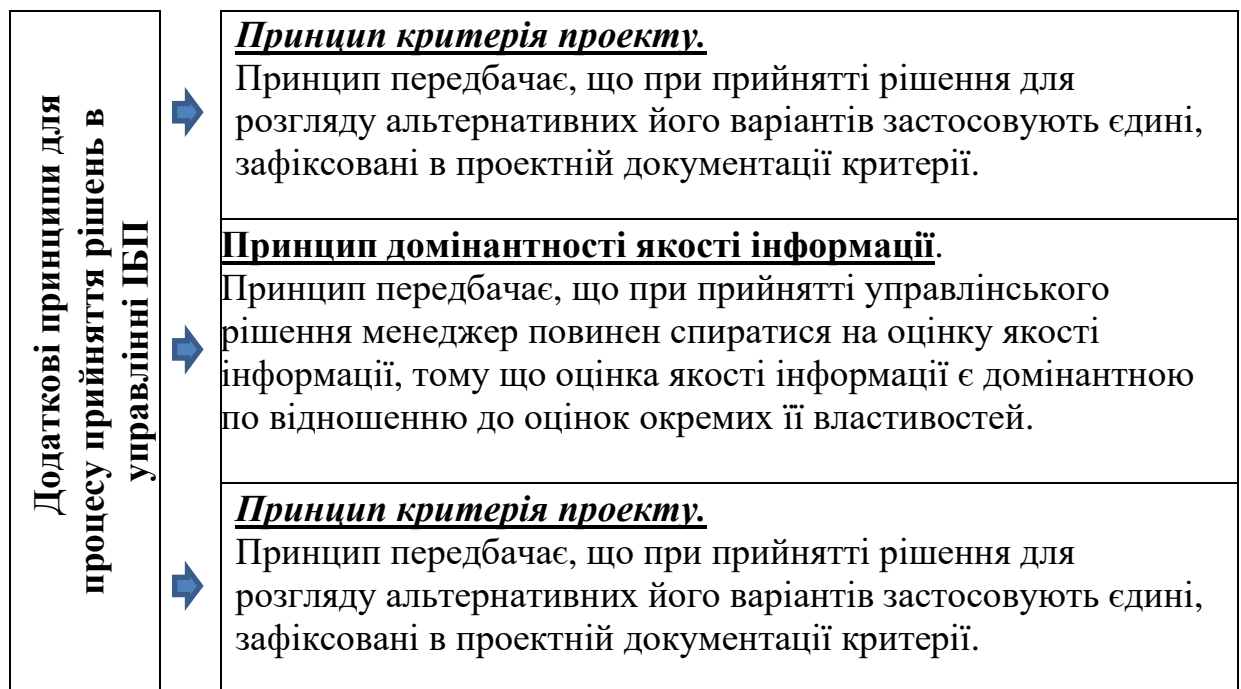 Додаткові принципи для
процесу прийняття рішень в
управлінні ІБП
Принцип критерія проекту.
Принцип передбачає, що при прийнятті рішення для
розгляду альтернативних його варіантів застосовують єдині,
зафіксовані в проектній документації критерії.
Принцип домінантності якості інформації.
Принцип передбачає, що при прийнятті управлінського
рішення менеджер повинен спиратися на оцінку якості
інформації, тому що оцінка якості інформації є домінантною
по відношенню до оцінок окремих її властивостей.
Принцип критерія проекту.
Принцип передбачає, що при прийнятті рішення для
розгляду альтернативних його варіантів застосовують єдині,
зафіксовані в проектній документації критерії.